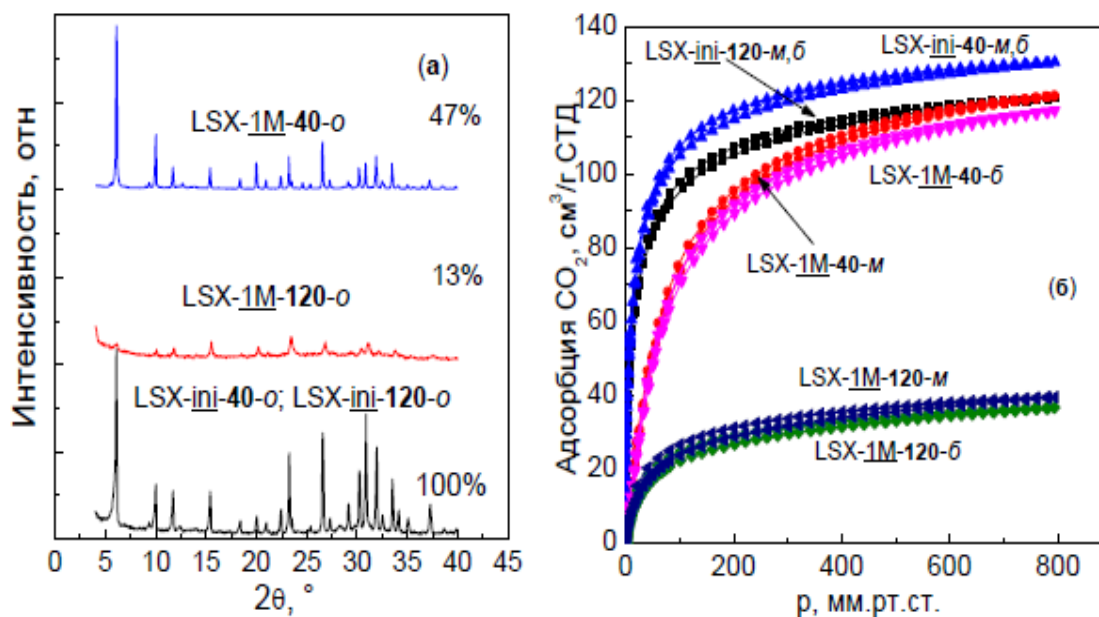 (а)
47%
LSX-1M-40-о
13%
LSX-1M-120-о
LSX-ini-40-о; LSX-ini-120-о
100%
Интенсивность, отн
0 5 10 15 20 25 30 35 40 45
2θ, °
140
120
100
80
60
40
20
0
Адсорбция CO₂, см³/г СТД
LSX-ini-120-м,б
LSX-ini-40-м,б
LSX-1M-40-б
LSX-1M-40-м
(б)
LSX-1M-120-м
LSX-1M-120-б
0 200 400 600 800
р, мм.рт.ст.